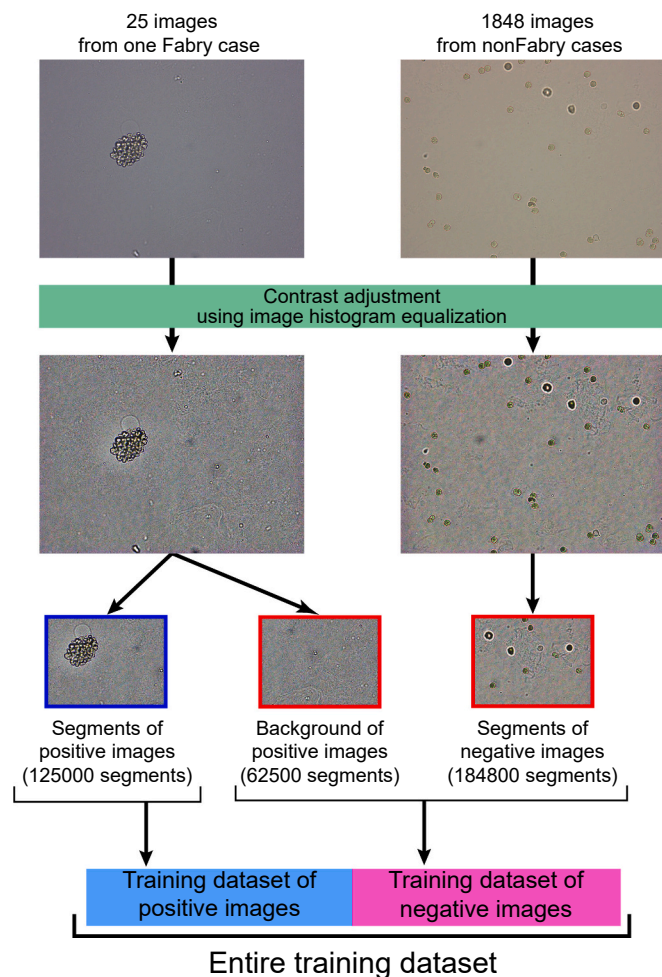 25 images
from one Fabry case
1848 images
from nonFabry cases
Contrast adjustment
using image histogram equalization
Segments of
positive images
(125000 segments)
Background of
positive images
(62500 segments)
Segments of
negative images
(184800 segments)
Training dataset of
positive images
Training dataset of
negative images
Entire training dataset